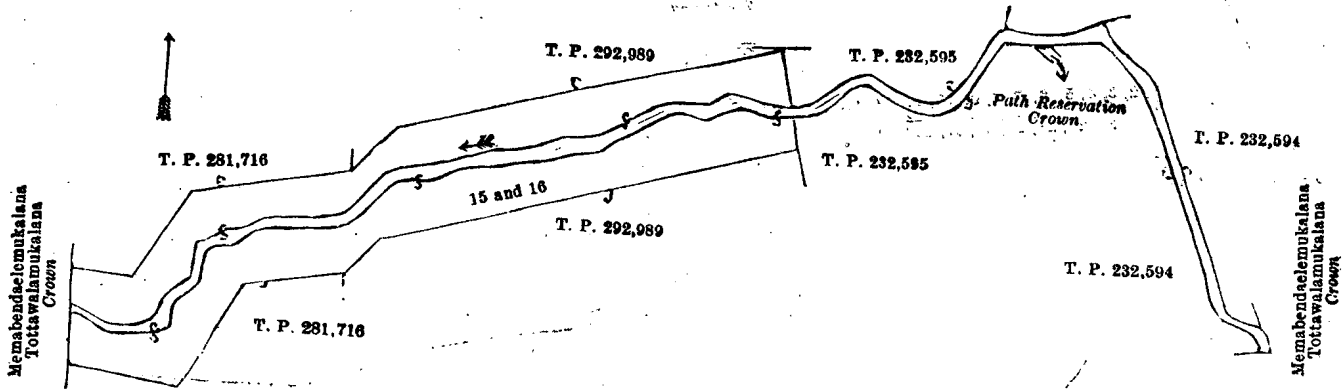 T. P. 292,989
T. P. 232,595
Path Reservation
Crown
T. P. 281,716
T. P. 232,594
T. P. 232,595
15 and 16
T. P. 292,989
T. P. 232,594
T. P. 281,716
Memabendaelemukalana
Tottawalamukalana
Crown
Memabendaelemukalana
Tottawalamukalana
Crown